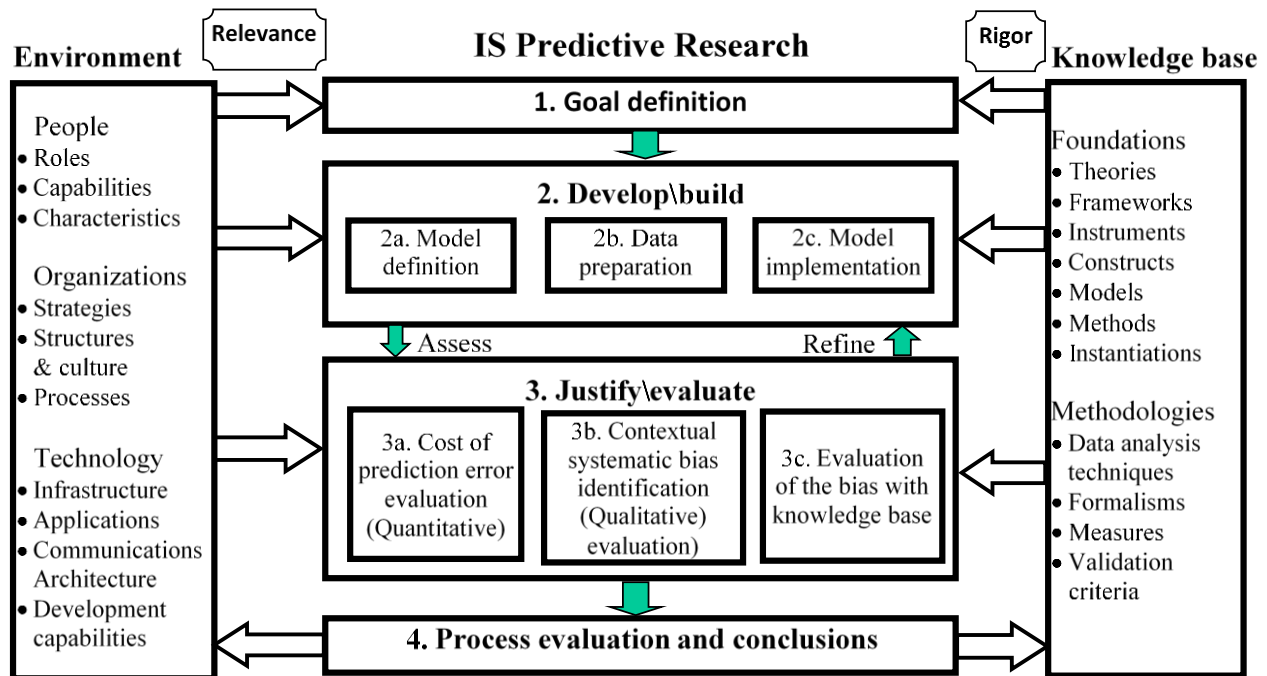 Relevance
IS Predictive Research
Rigor
Environment
Knowledge base
People
• Roles
• Capabilities
• Characteristics
Organizations
• Strategies
• Structures
& culture
• Processes
Technology
• Infrastructure
• Applications
• Communications
Architecture
• Development
capabilities
1. Goal definition
2. Develop\build
2a. Model
definition
2b. Data
preparation
2c. Model
implementation
Assess
Refine
3. Justify\evaluate
3a. Cost of
prediction error
evaluation
(Quantitative)
3b. Contextual
systematic bias
identification
(Qualitative)
evaluation)
3c. Evaluation
of the bias with
knowledge base
4. Process evaluation and conclusions
Foundations
• Theories
• Frameworks
• Instruments
• Constructs
• Models
• Methods
• Instantiations
Methodologies
• Data analysis
techniques
• Formalisms
• Measures
• Validation
criteria